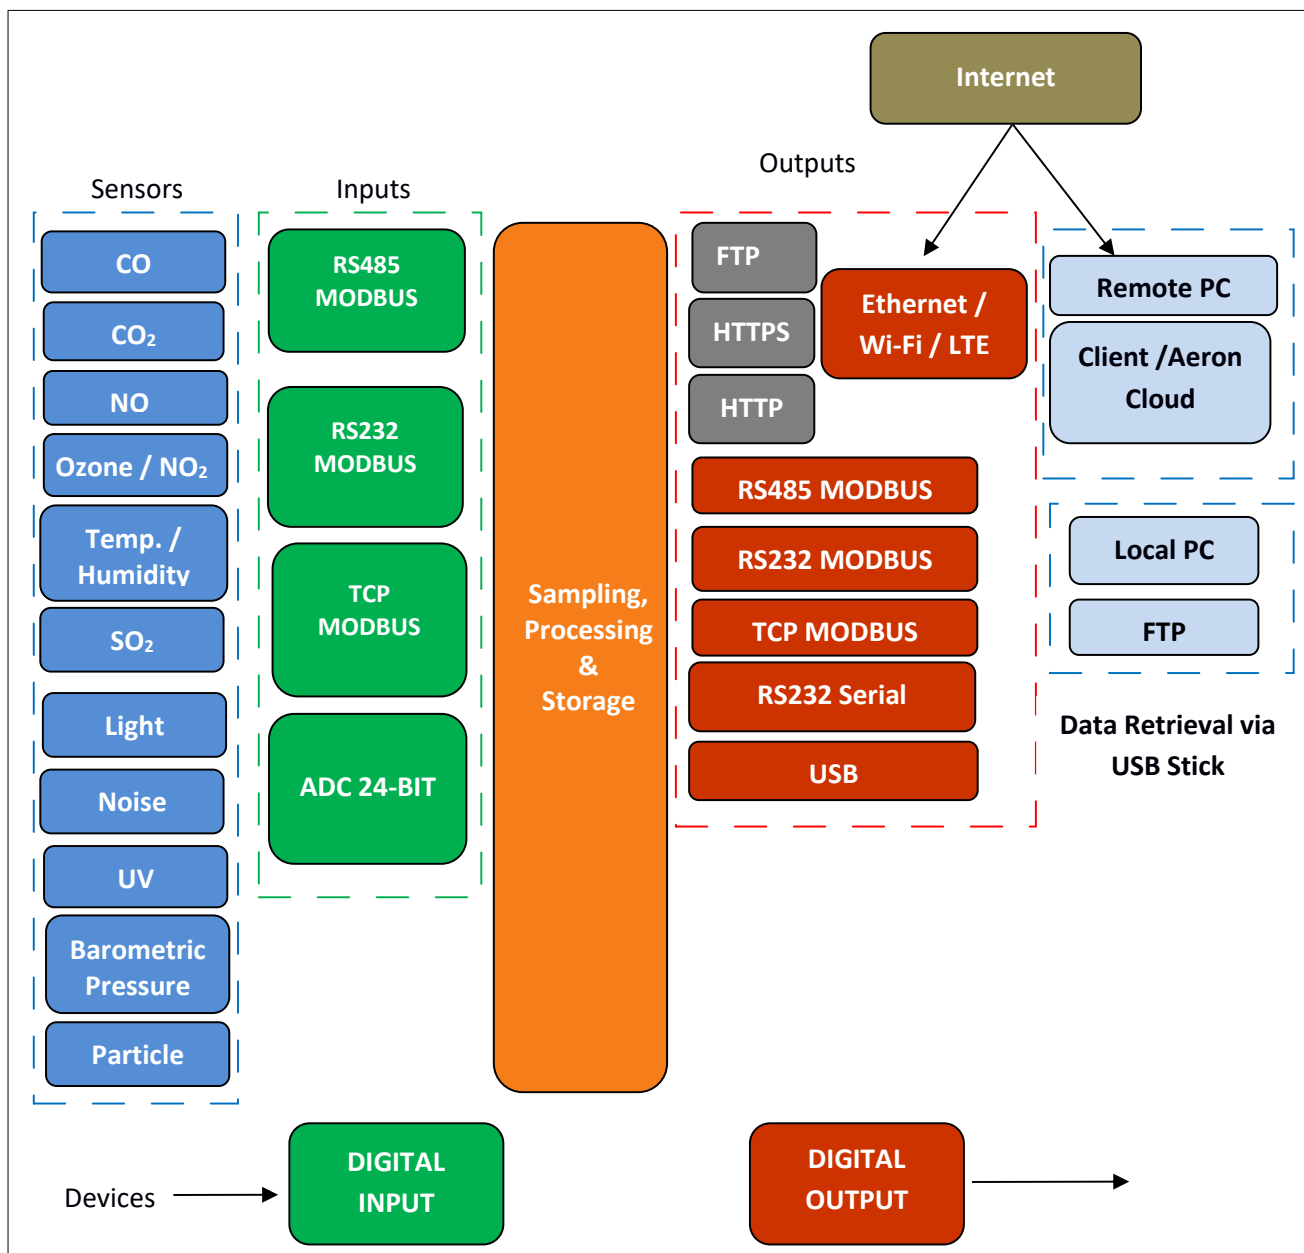 Internet
Outputs
Sensors
Inputs
CO
CO₂
NO
Ozone / NO₂
Temp. /
Humidity
SO₂
Light
Noise
UV
Barometric
Pressure
Particle
RS485
MODBUS
RS232
MODBUS
TCP
MODBUS
ADC 24-BIT
Sampling,
Processing
&
Storage
FTP
HTTPS
HTTP
Ethernet /
Wi-Fi / LTE
RS485 MODBUS
RS232 MODBUS
TCP MODBUS
RS232 Serial
USB
Remote PC
Client /Aeron
Cloud
Local PC
FTP
Data Retrieval via
USB Stick
Devices
DIGITAL
INPUT
DIGITAL
OUTPUT